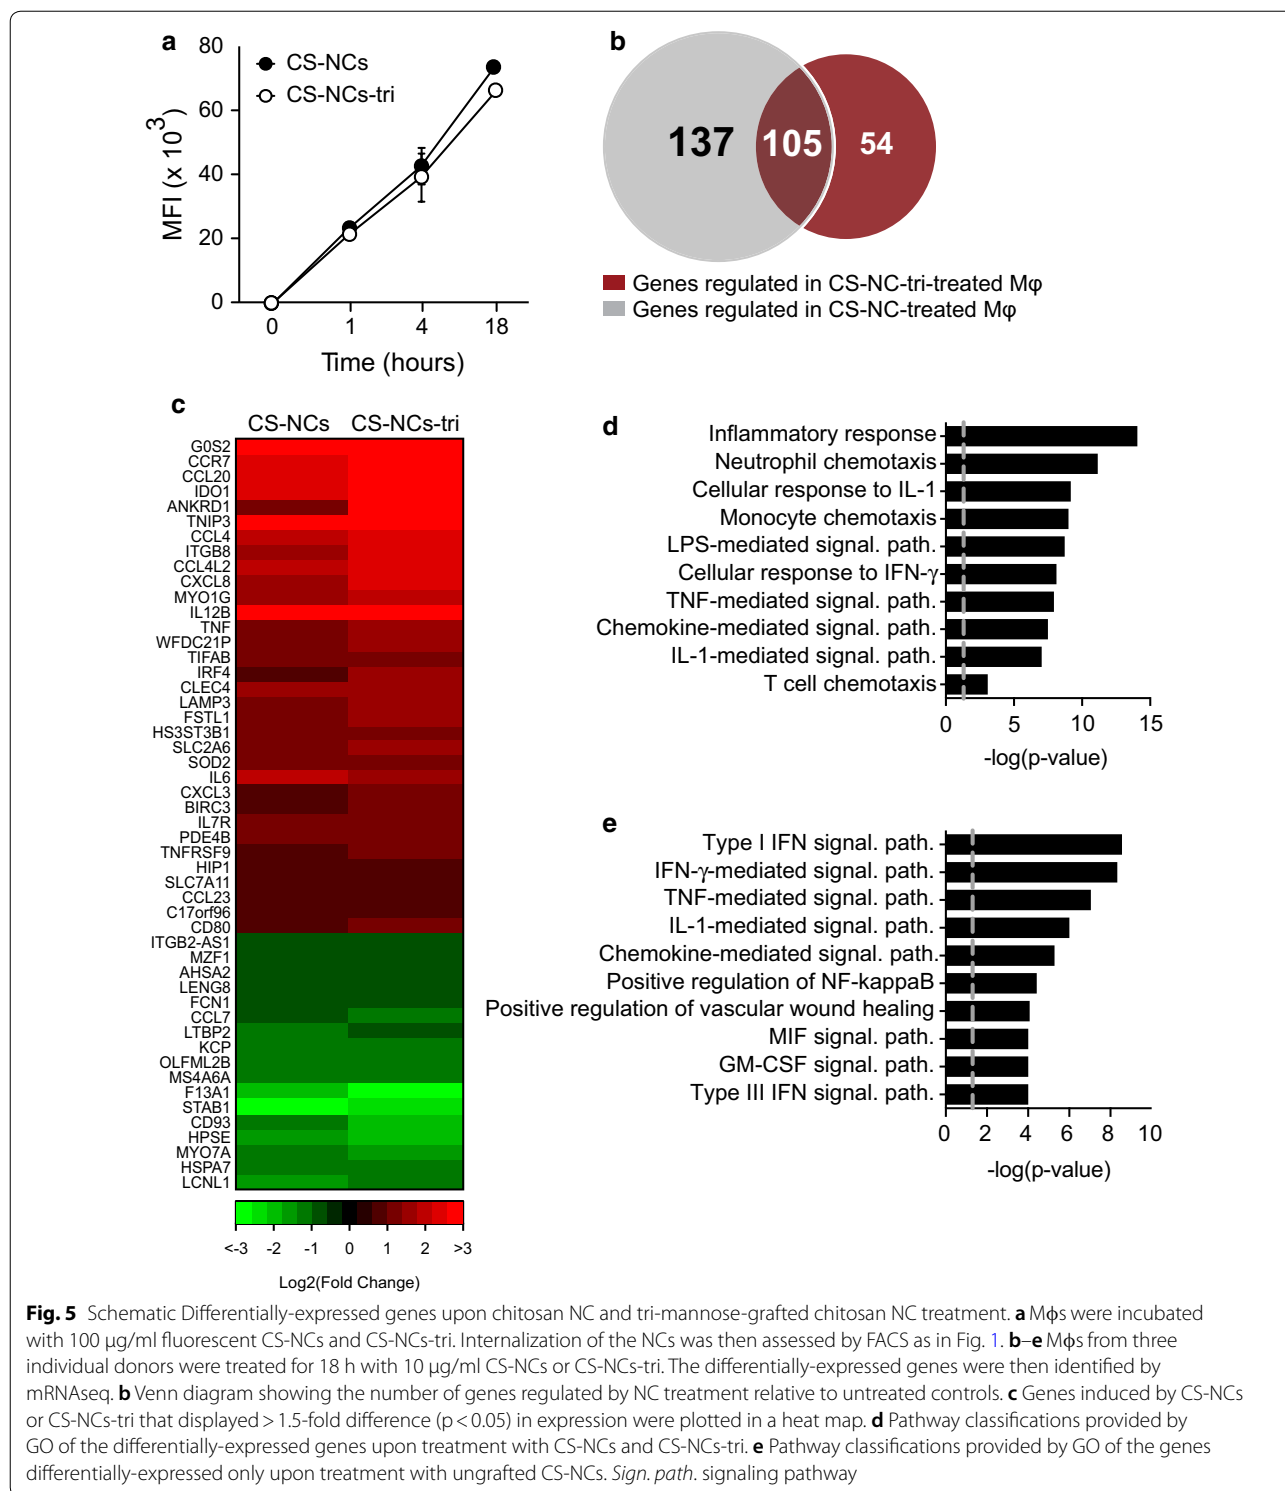 a
80
60
40
20
0
MFI (x 10³)
CS-NCs
CS-NCs-tri
0 1 4 18
Time (hours)
b
137 105 54
Genes regulated in CS-NC-tri-treated Mφ
Genes regulated in CS-NC-treated Mφ
c
CS-NCs CS-NCs-tri
G0S2
CCR7
CCL20
IDO1
ANKRD1
TNIP3
CCL4
ITGB8
CCL4L2
CXCL8
MYO1G
IL12B
TNF
WFDC21P
TIFAB
IRF4
CLEC4
LAMP3
FSTL1
HS3ST3B1
SLC2A6
SOD2
IL6
CXCL3
BIRC3
IL7R
PDE4B
TNFRSF9
HIP1
SLC7A11
CCL23
C17orf96
CD80
ITGB2-AS1
MZF1
AHSA2
LENG8
FCN1
CCL7
LTBP2
KCP
OLFML2B
MS4A6A
F13A1
STAB1
CD93
HPSE
MYO7A
HSPA7
LCNL1
<-3 -2 -1 0 1 2 >3
Log2(Fold Change)
d
Inflammatory response
Neutrophil chemotaxis
Cellular response to IL-1
Monocyte chemotaxis
LPS-mediated signal. path.
Cellular response to IFN-γ
TNF-mediated signal. path.
Chemokine-mediated signal. path.
IL-1-mediated signal. path.
T cell chemotaxis
0 5 10 15
-log(p-value)
e
Type I IFN signal. path.
IFN-γ-mediated signal. path.
TNF-mediated signal. path.
IL-1-mediated signal. path.
Chemokine-mediated signal. path.
Positive regulation of NF-kappaB
Positive regulation of vascular wound healing
MIF signal. path.
GM-CSF signal. path.
Type III IFN signal. path.
0 2 4 6 8 10
-log(p-value)
Fig. 5 Schematic Differentially-expressed genes upon chitosan NC and tri-mannose-grafted chitosan NC treatment. a Mϕs were incubated
with 100 µg/ml fluorescent CS-NCs and CS-NCs-tri. Internalization of the NCs was then assessed by FACS as in Fig. 1. b–e Mϕs from three
individual donors were treated for 18 h with 10 µg/ml CS-NCs or CS-NCs-tri. The differentially-expressed genes were then identified by
mRNAseq. b Venn diagram showing the number of genes regulated by NC treatment relative to untreated controls. c Genes induced by CS-NCs
or CS-NCs-tri that displayed > 1.5-fold difference (p < 0.05) in expression were plotted in a heat map. d Pathway classifications provided by
GO of the differentially-expressed genes upon treatment with CS-NCs and CS-NCs-tri. e Pathway classifications provided by GO of the genes
differentially-expressed only upon treatment with ungrafted CS-NCs. Sign. path. signaling pathway